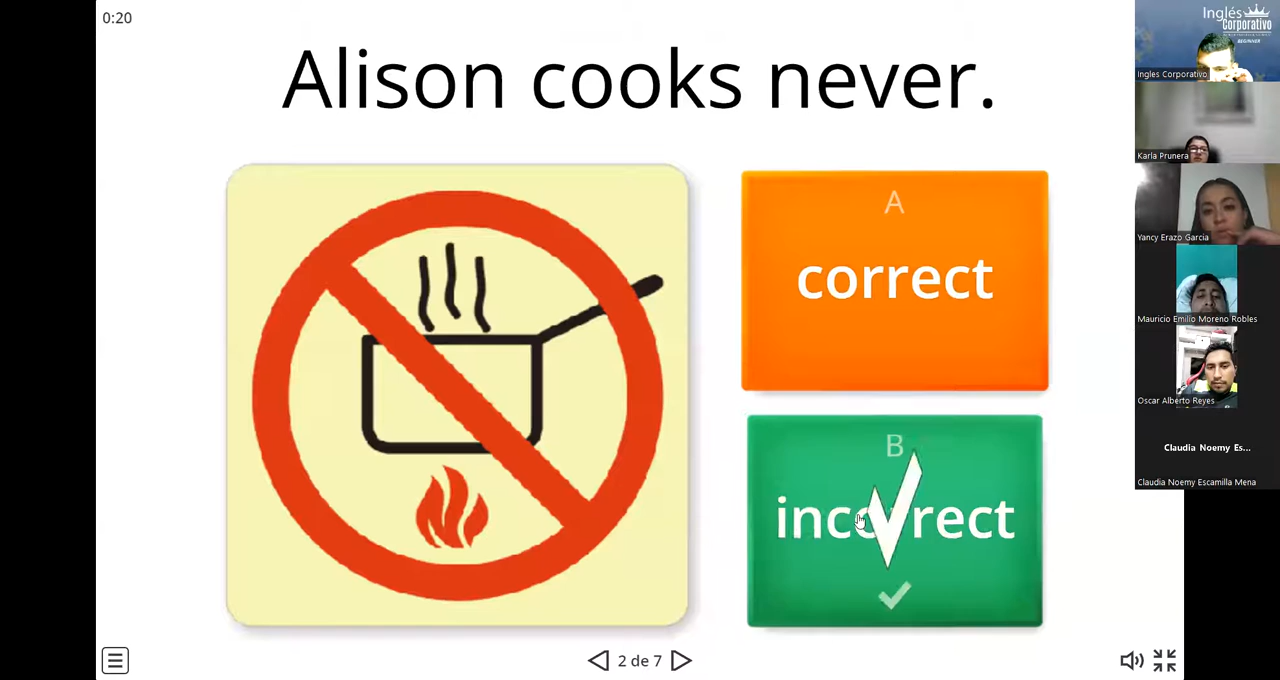 0:20
Alison cooks never.
A
correct
B
incorrect
2 de 7
Inglés
Corporativo
BEGINNER
Ingles Corporativo
Karla Prunera
Yancy Erazo Garcia
Mauricio Emilio Moreno Robles
Oscar Alberto Reyes
Claudia Noemy Es...
Claudia Noemy Escamilla Mena